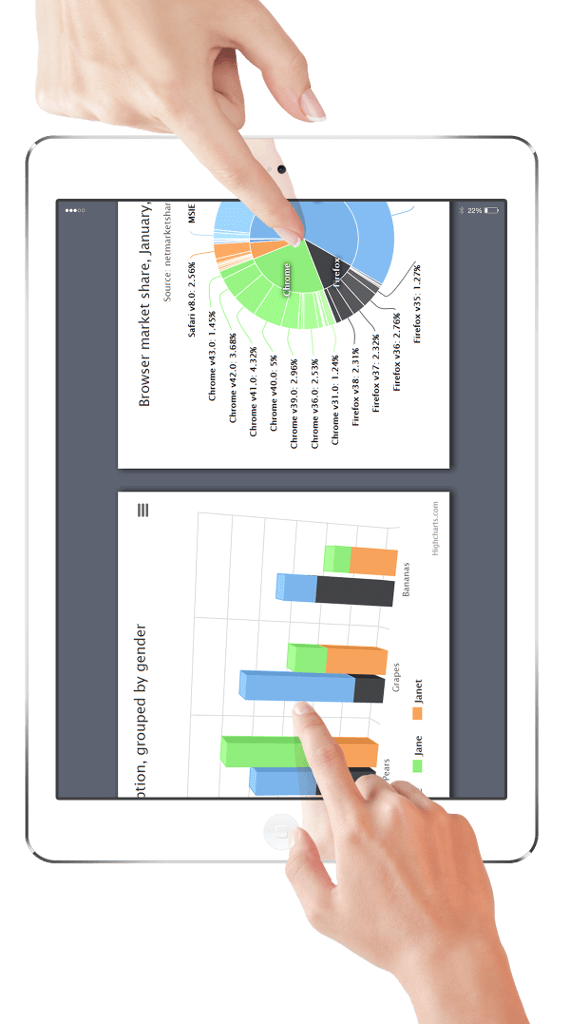 22%
Browser market share, January,
Source: netmarketshar
MSIE
Safari v8.0: 2.56%
Chrome v43.0: 1.45%
Chrome v42.0: 3.68%
Chrome v41.0: 4.32%
Chrome v40.0: 5%
Chrome v39.0: 2.96%
Chrome v36.0: 2.53%
Chrome v31.0: 1.24%
Firefox v38: 2.31%
Firefox v37: 2.32%
Firefox v36: 2.76%
Firefox v35: 1.27%
Chrome
Firefox
ption, grouped by gender
Pears
Grapes
Bananas
Jane
Janet
Highcharts.com